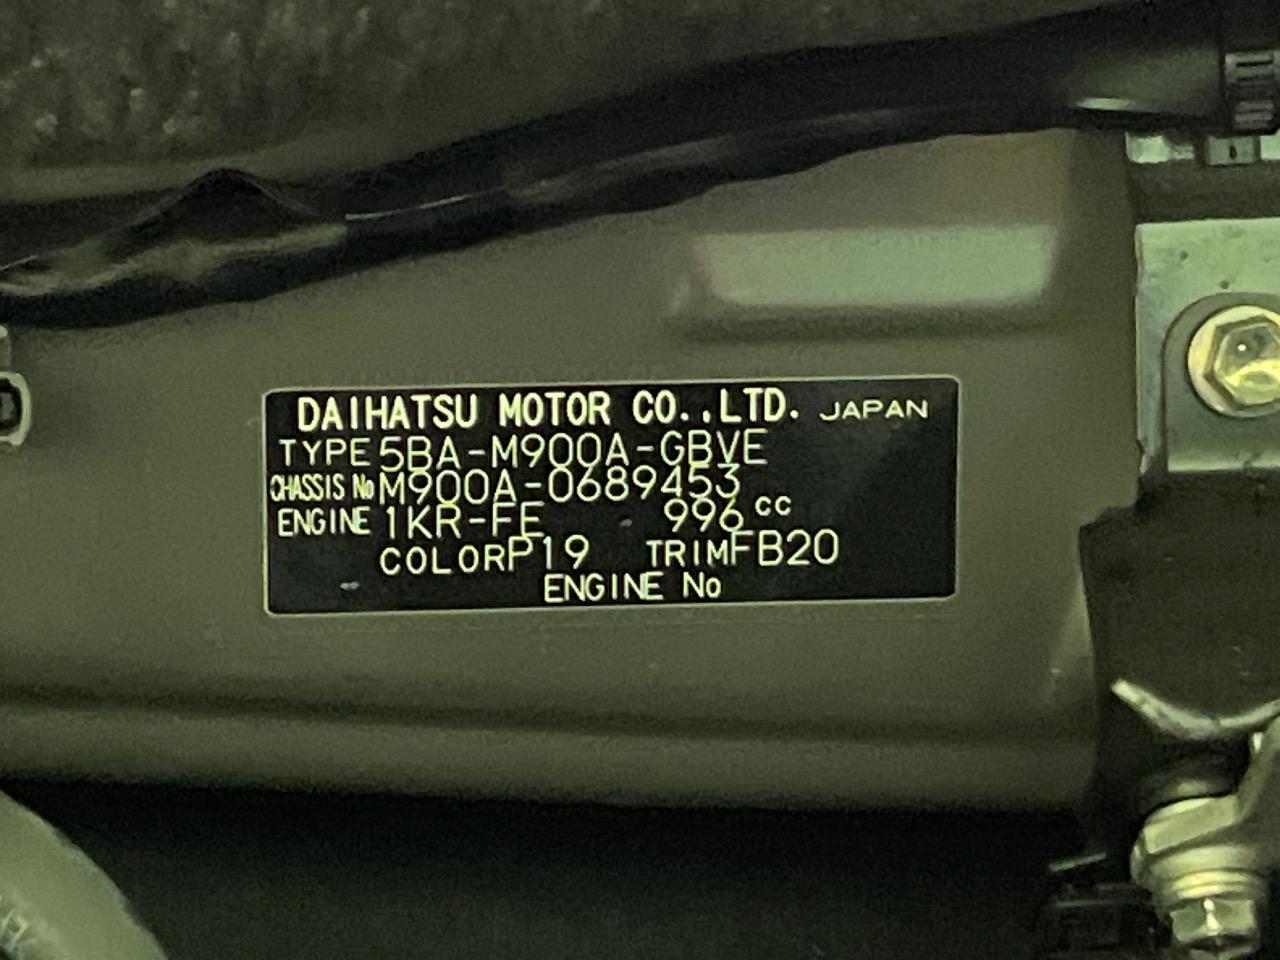 DAIHATSU MOTOR CO.,LTD. JAPAN
TYPE 5BA-M900A-GBVE
CHASSIS No M900A-0689453
ENGINE 1KR-FE 996 cc
COLOR P19 TRIM FB20
ENGINE No